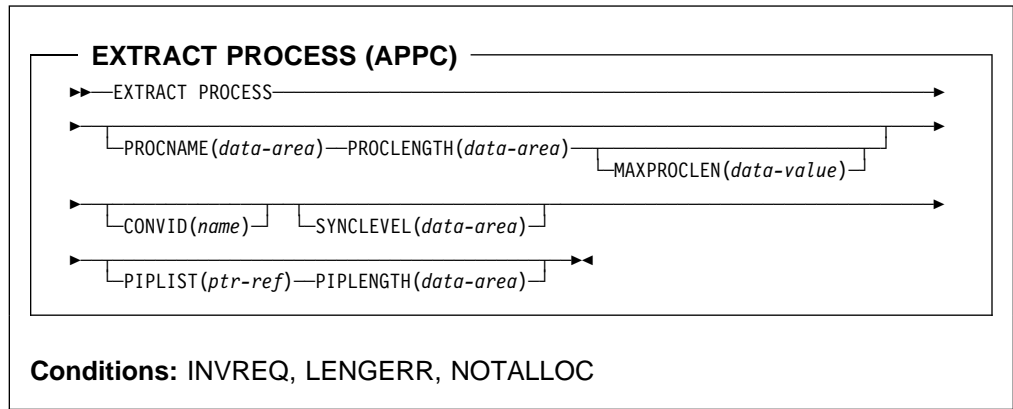 EXTRACT PROCESS (APPC)
EXTRACT PROCESS
PROCNAME(data-area) PROCLENGTH(data-area)
MAXPROCLEN(data-value)
CONVID(name) SYNCLEVEL(data-area)
PIPLIST(ptr-ref) PIPLENGTH(data-area)
Conditions: INVREQ, LENGERR, NOTALLOC